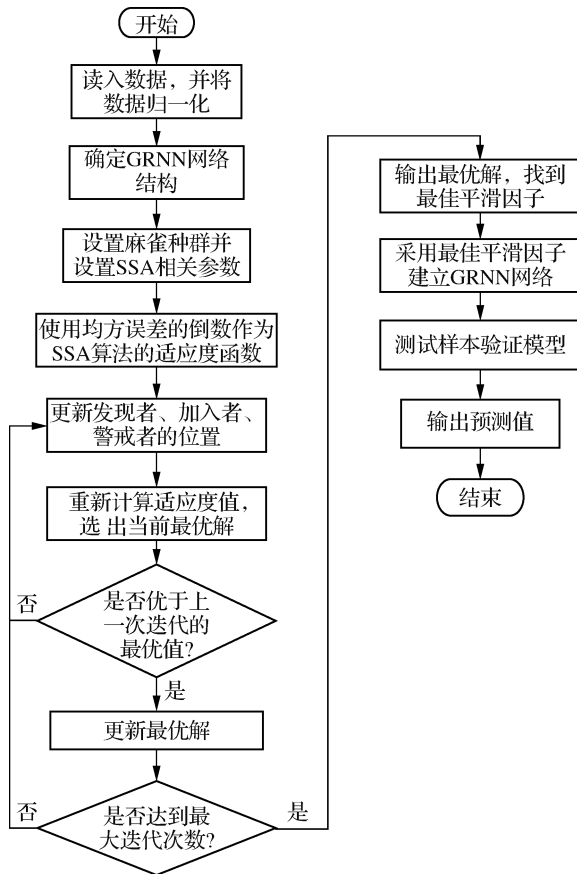 开始
读入数据，并将
数据归一化
确定GRNN网络
结构
设置麻雀种群并
设置SSA相关参数
使用均方误差的倒数作为
SSA算法的适应度函数
更新发现者、加入者、
警戒者的位置
重新计算适应度值，
选 出当前最优解
否
是否优于上
一次迭代的
最优值?
是
更新最优解
否
是否达到最
大迭代次数?
是
输出最优解，找到
最佳平滑因子
采用最佳平滑因子
建立GRNN网络
测试样本验证模型
输出预测值
结束